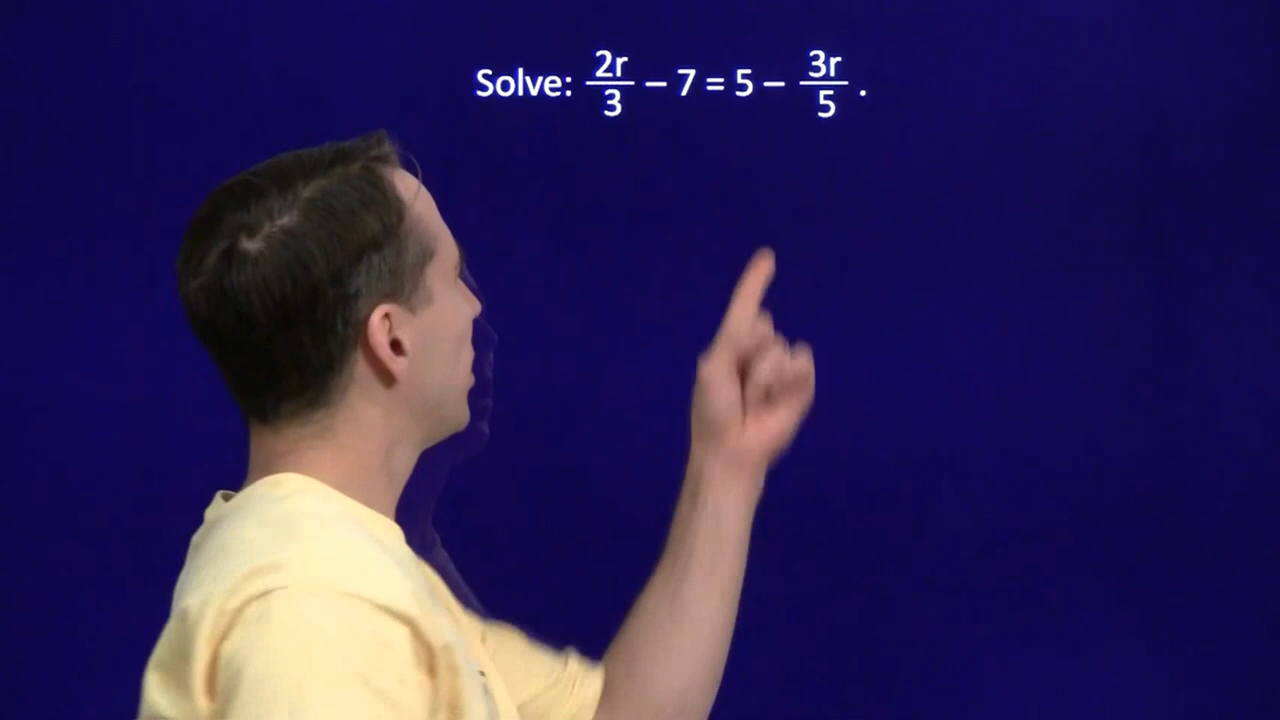 Solve: 2r/3 – 7 = 5 – 3r/5 .